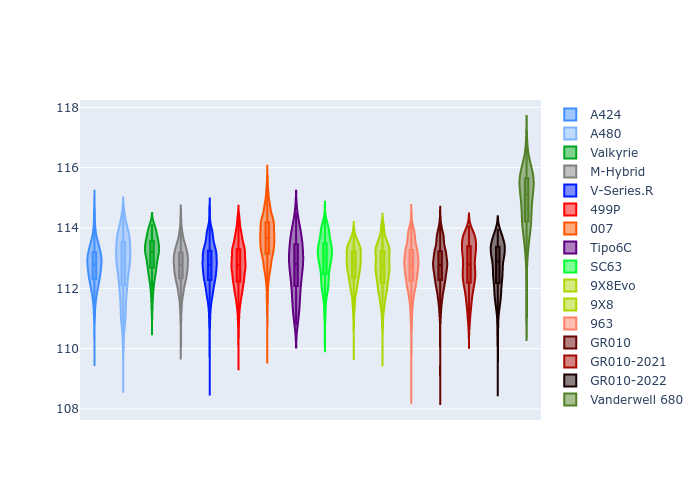 118
116
114
112
110
108
A424
A480
Valkyrie
M-Hybrid
V-Series.R
499P
007
Tipo6C
SC63
9X8Evo
9X8
963
GR010
GR010-2021
GR010-2022
Vanderwell 680